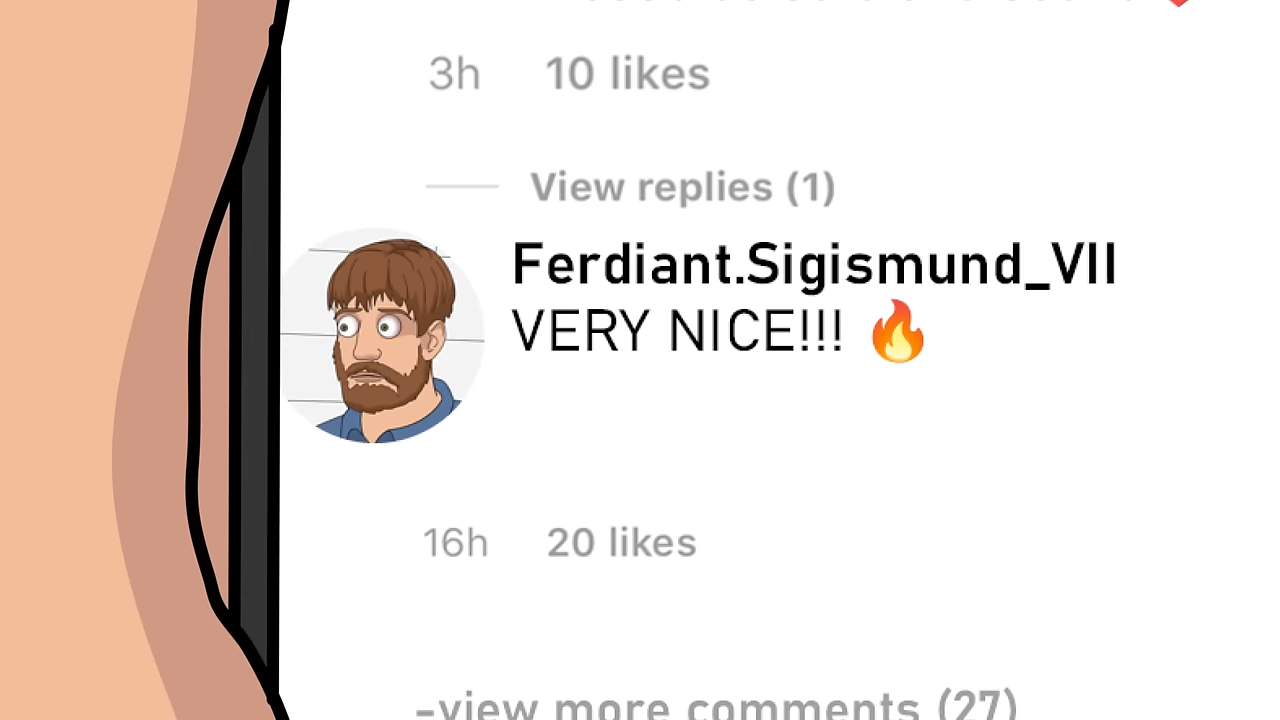 3h 10 likes
View replies (1)
Ferdiant.Sigismund_VII
VERY NICE!!! 🔥
16h 20 likes
-view more comments (27)